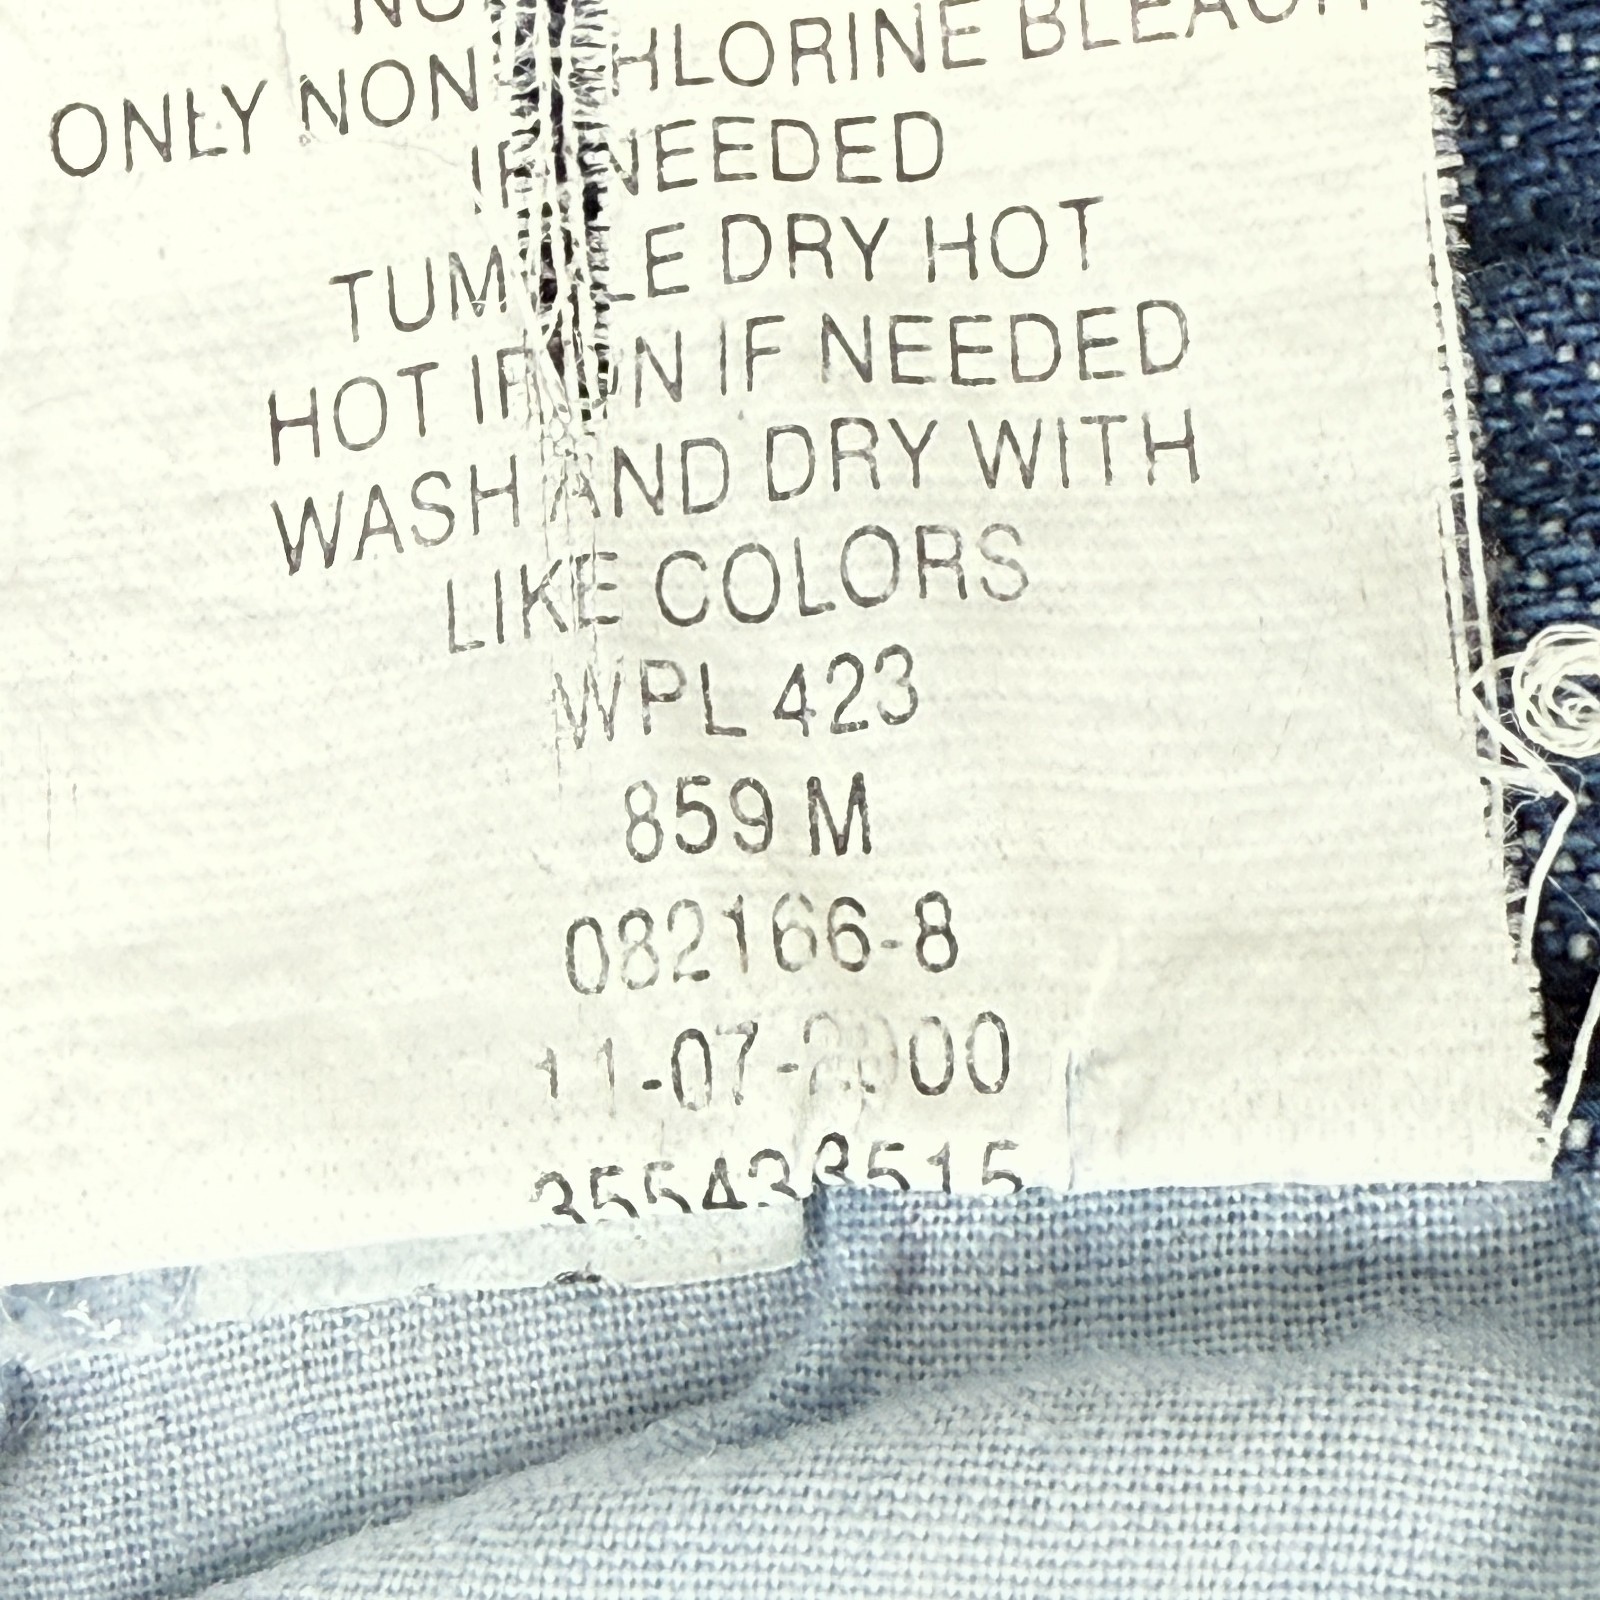 ONLY NON CHLORINE BLEACH
IF NEEDED
TUMBLE DRY HOT
HOT IRON IF NEEDED
WASH AND DRY WITH
LIKE COLORS
WPL 423
859 M
082166-8
11-07-2000